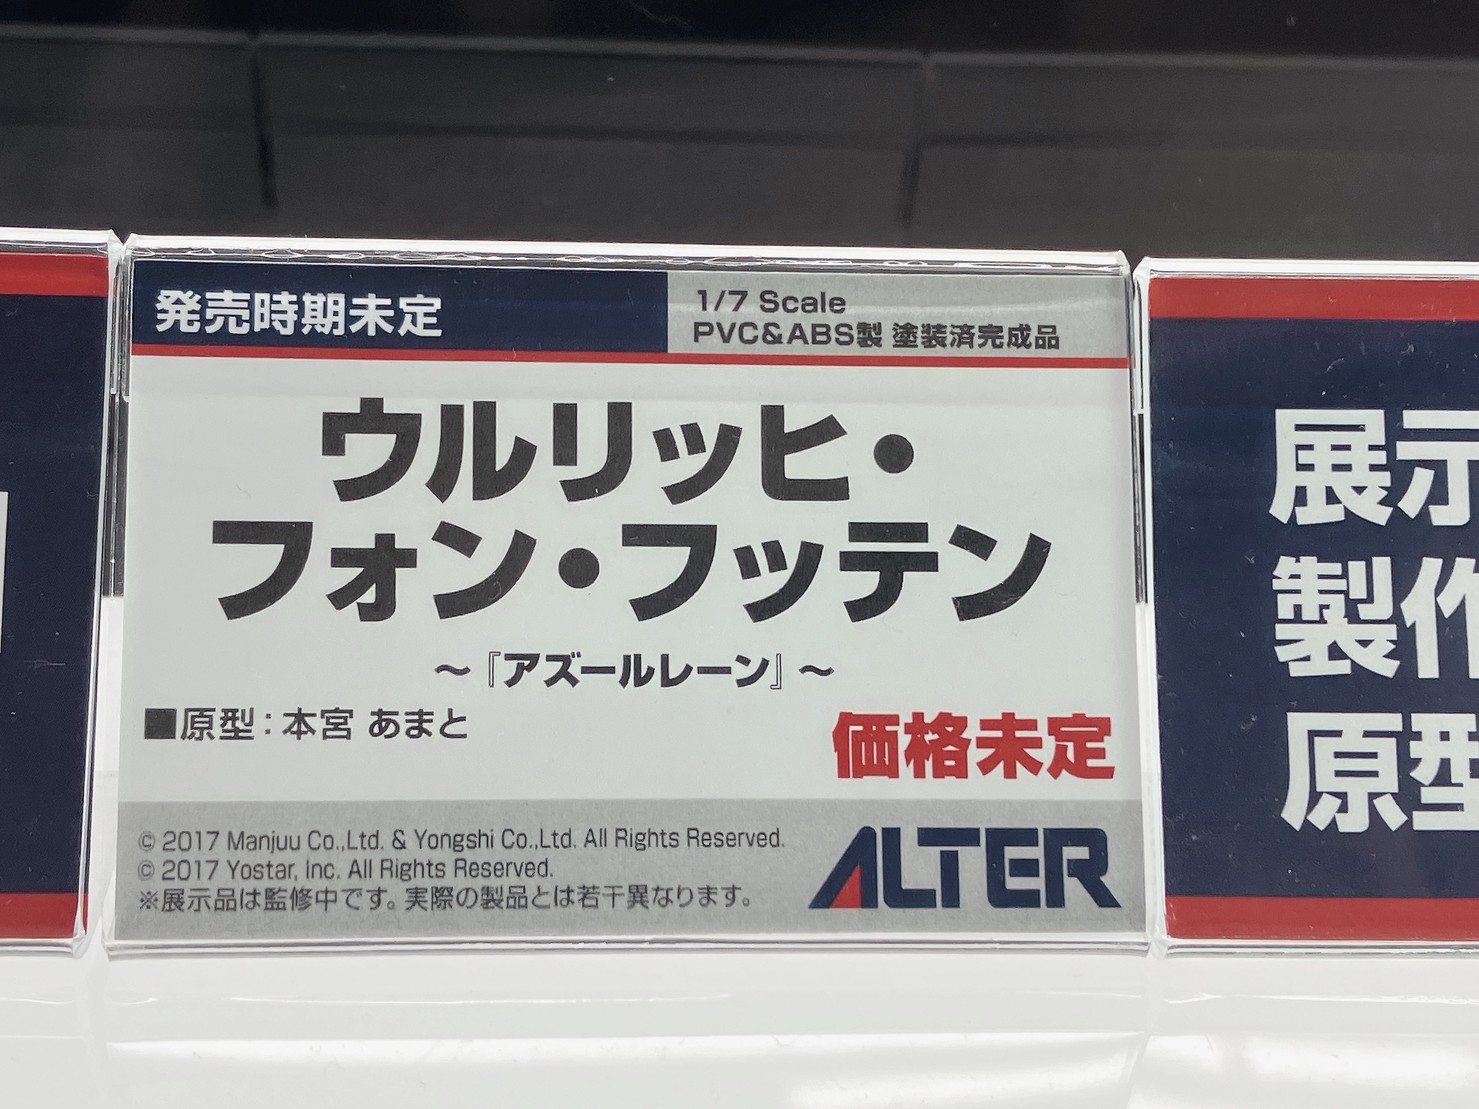 発売時期未定
1/7 Scale
PVC&ABS製 塗装済完成品
ウルリッヒ・
フォン・フッテン
～『アズールレーン』～
■原型：本宮 あまと
価格未定
© 2017 Manjuu Co.,Ltd. & Yongshi Co.,Ltd. All Rights Reserved.
© 2017 Yostar, Inc. All Rights Reserved.
※展示品は監修中です。実際の製品とは若干異なります。
ALTER
展示
製作
原型